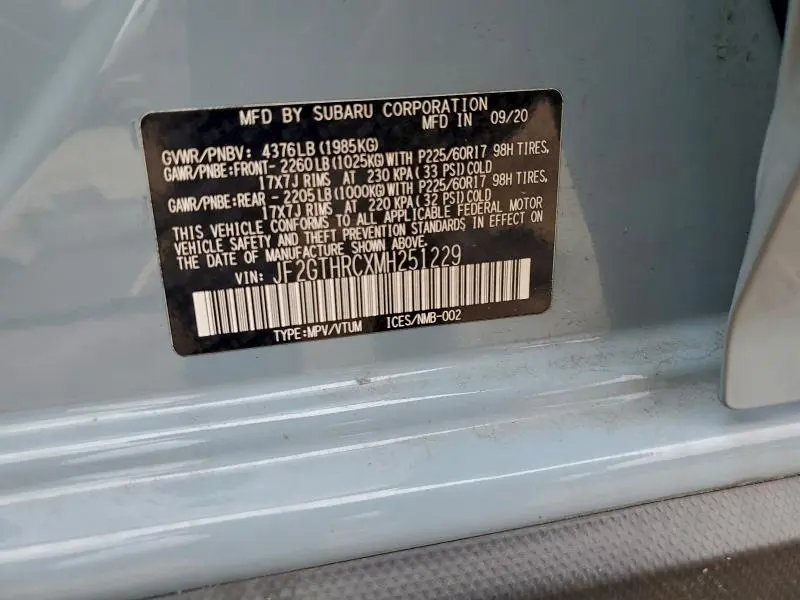 MFD BY SUBARU CORPORATION
MFD IN 09/20
GVWR/PNBV: 4376LB(1985KG)
GAWR/PNBE:FRONT-2260LB(1025KG)WITH P225/60R17 98H TIRES,
17X7J RIMS AT 230 KPA(33 PSI)COLD
GAWR/PNBE:REAR -2205LB(1000KG)WITH P225/60R17 98H TIRES,
17X7J RIMS AT 220 KPA(32 PSI)COLD
THIS VEHICLE CONFORMS TO ALL APPLICABLE FEDERAL MOTOR
VEHICLE SAFETY AND THEFT PREVENTION STANDARDS IN EFFECT ON
THE DATE OF MANUFACTURE SHOWN ABOVE.
VIN: JF2GTHRCXMH251229
TYPE:MPV/VTUM ICES/NMB-002